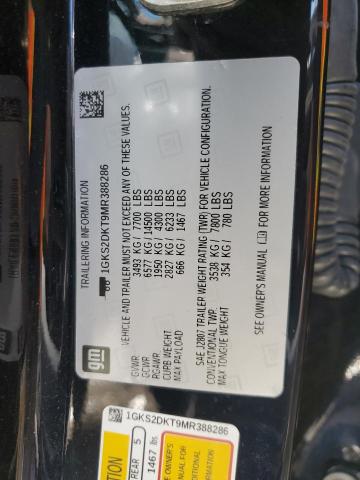 TRAILERING INFORMATION
1GKS2DKT9MR388286
VEHICLE AND TRAILER MUST NOT EXCEED ANY OF THESE VALUES.
GVWR 3493 KG / 7700 LBS
GCWR 6577 KG / 14500 LBS
RGAWR 1950 KG / 4300 LBS
CURB WEIGHT 2827 KG / 6233 LBS
MAX PAYLOAD 666 KG / 1467 LBS
SAE J2807 TRAILER WEIGHT RATING (TWR) FOR VEHICLE CONFIGURATION.
CONVENTIONAL TWR 3538 KG / 7800 LBS
MAX TONGUE WEIGHT 354 KG / 780 LBS
SEE OWNER'S MANUAL FOR MORE INFORMATION
gm
1GKS2DKT9MR388286
REAR 5
1467 lbs.